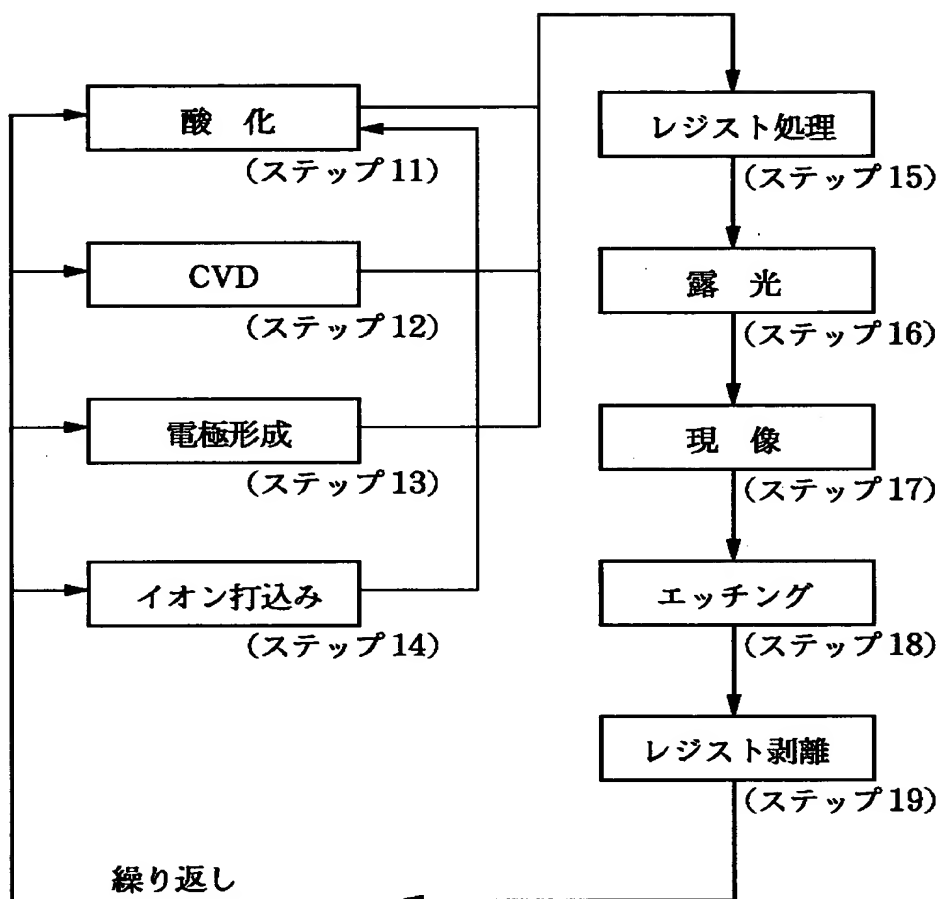 酸 化
(ステップ11)
CVD
(ステップ12)
電極形成
(ステップ13)
イオン打込み
(ステップ14)
レジスト処理
(ステップ15)
露 光
(ステップ16)
現 像
(ステップ17)
エッチング
(ステップ18)
レジスト剥離
(ステップ19)
繰り返し